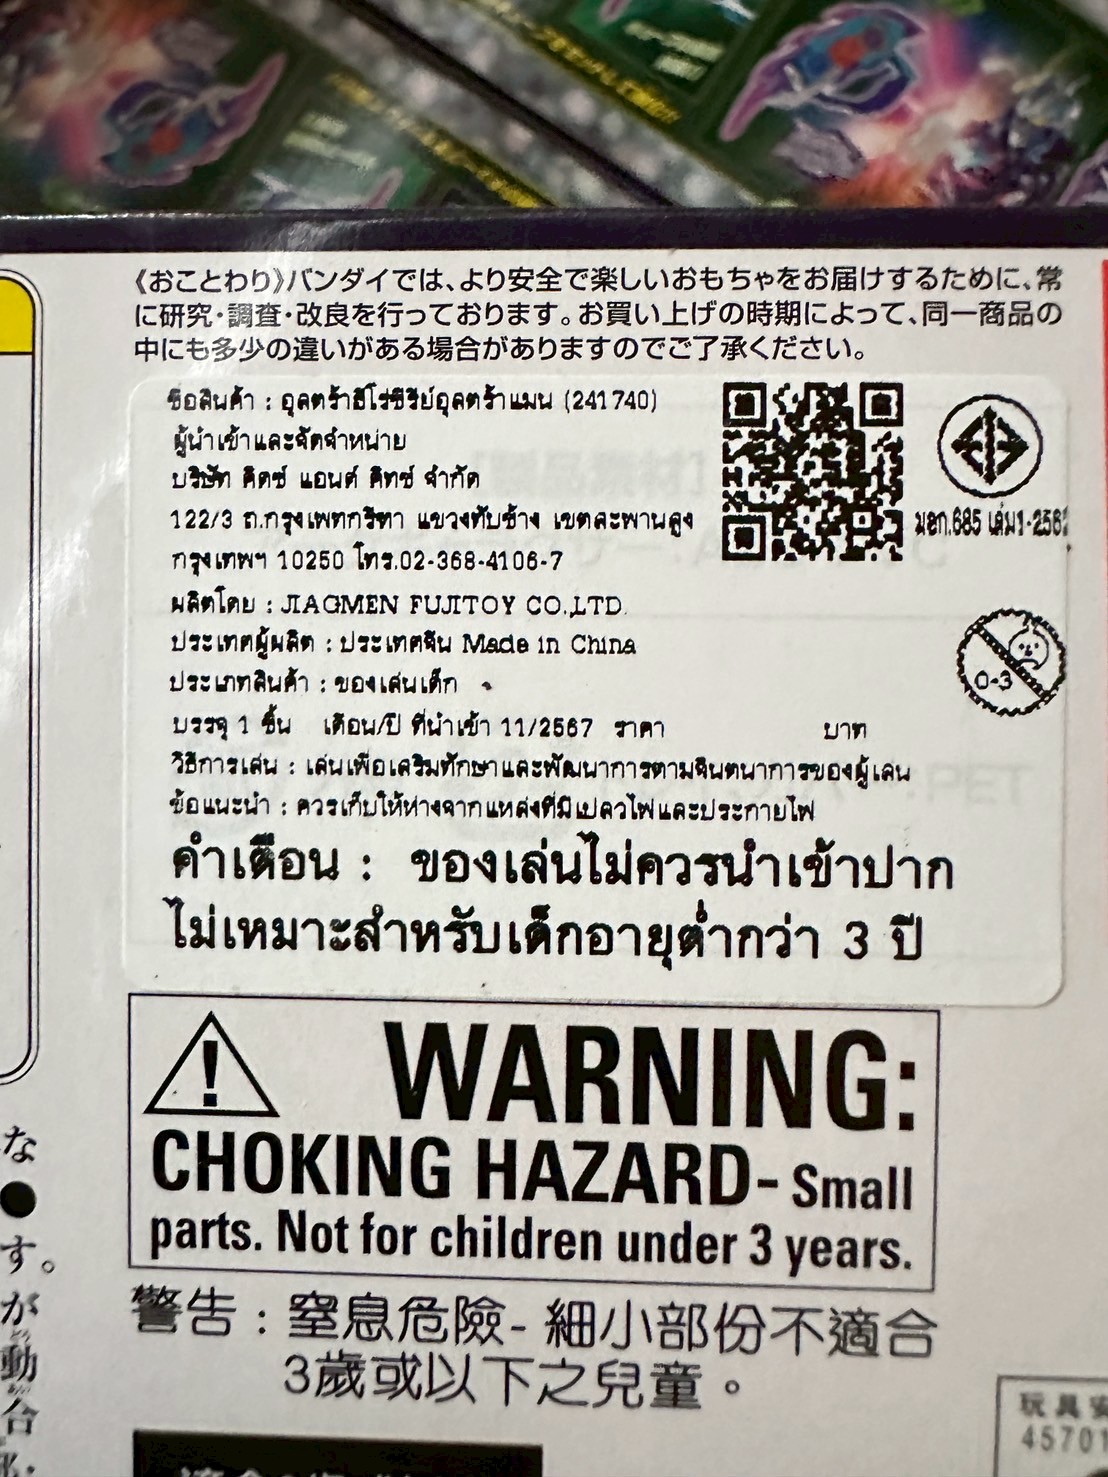 《おことわり》バンダイでは、より安全で楽しいおもちゃをお届けするために、常
に研究・調査・改良を行っております。お買い上げの時期によって、同一商品の
中にも多少の違いがある場合がありますのでご了承ください。
ชื่อสินค้า : อุลตร้าฮีโร่ซีรีย์อุลตร้าแมน (241740)
ผู้นำเข้าและจัดจำหน่าย
บริษัท คิดซ์ แอนด์ คิทซ์ จำกัด
122/3 ถ.กรุงเทพกรีฑา แขวงทับช้าง เขตสะพานสูง
กรุงเทพฯ 10250 โทร.02-368-4106-7
ผลิตโดย : JIAOMEN FUJITOY CO.,LTD.
ประเทศผู้ผลิต : ประเทศจีน Made in China
ประเภทสินค้า : ของเล่นเด็ก
บรรจุ 1 ชิ้น เดือน/ปี ที่นำเข้า 11/2567 ราคา บาท
วิธีการเล่น : เล่นเพื่อเสริมทักษะและพัฒนาการตามจินตนาการของผู้เล่น
ข้อแนะนำ : ควรเก็บให้ห่างจากแหล่งที่มีเปลวไฟและประกายไฟ
คำเตือน : ของเล่นไม่ควรนำเข้าปาก
ไม่เหมาะสำหรับเด็กอายุต่ำกว่า 3 ปี
มอก.685 เล่ม1-2562
0-3
WARNING:
CHOKING HAZARD- Small
parts. Not for children under 3 years.
警告 : 窒息危險- 細小部份不適合
3歲或以下之兒童。
な
●
す。
が
動
合
玩具安
45701